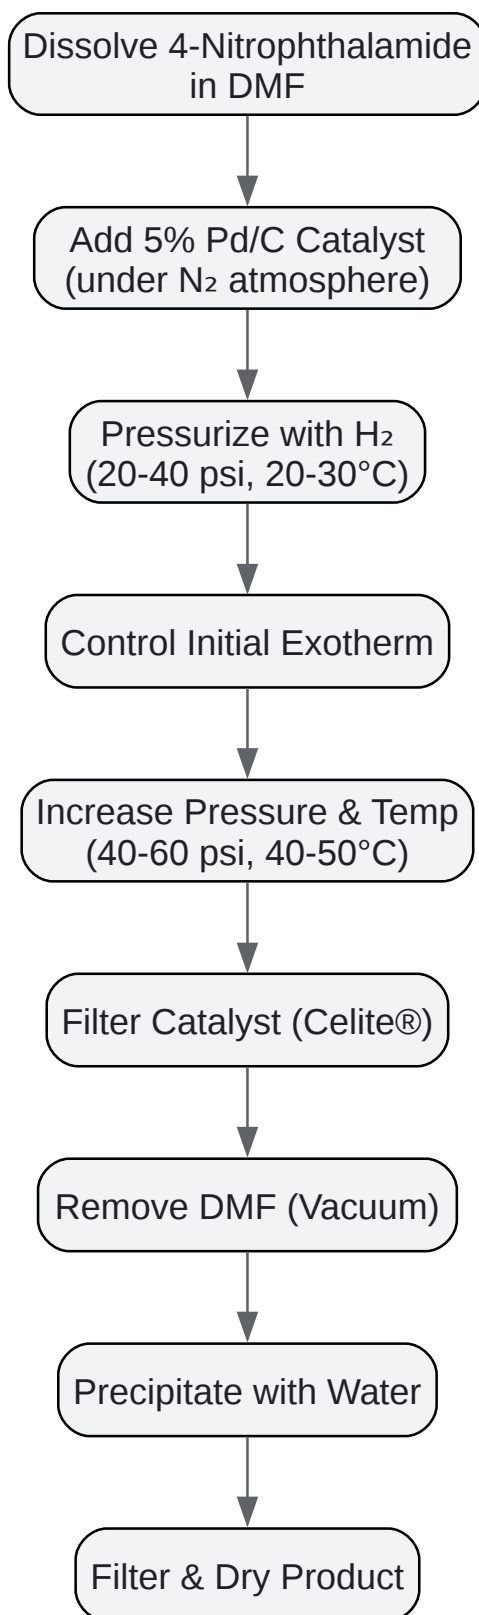 Dissolve 4-Nitrophthalamide
in DMF
Add 5% Pd/C Catalyst
(under N₂ atmosphere)
Pressurize with H₂
(20-40 psi, 20-30°C)
Control Initial Exotherm
Increase Pressure & Temp
(40-60 psi, 40-50°C)
Filter Catalyst (Celite®)
Remove DMF (Vacuum)
Precipitate with Water
Filter & Dry Product